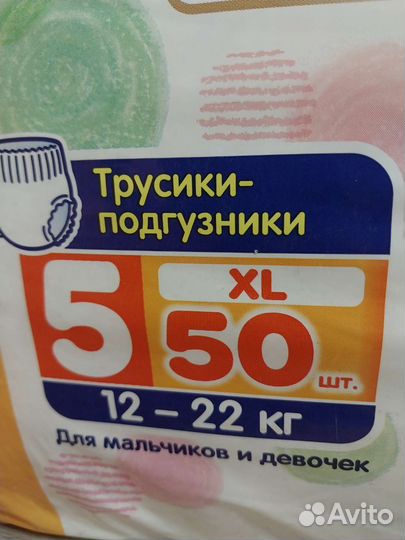 Трусики-
подгузники
5
XL
50 шт.
12 – 22 кг
Для мальчиков и девочек
Avito